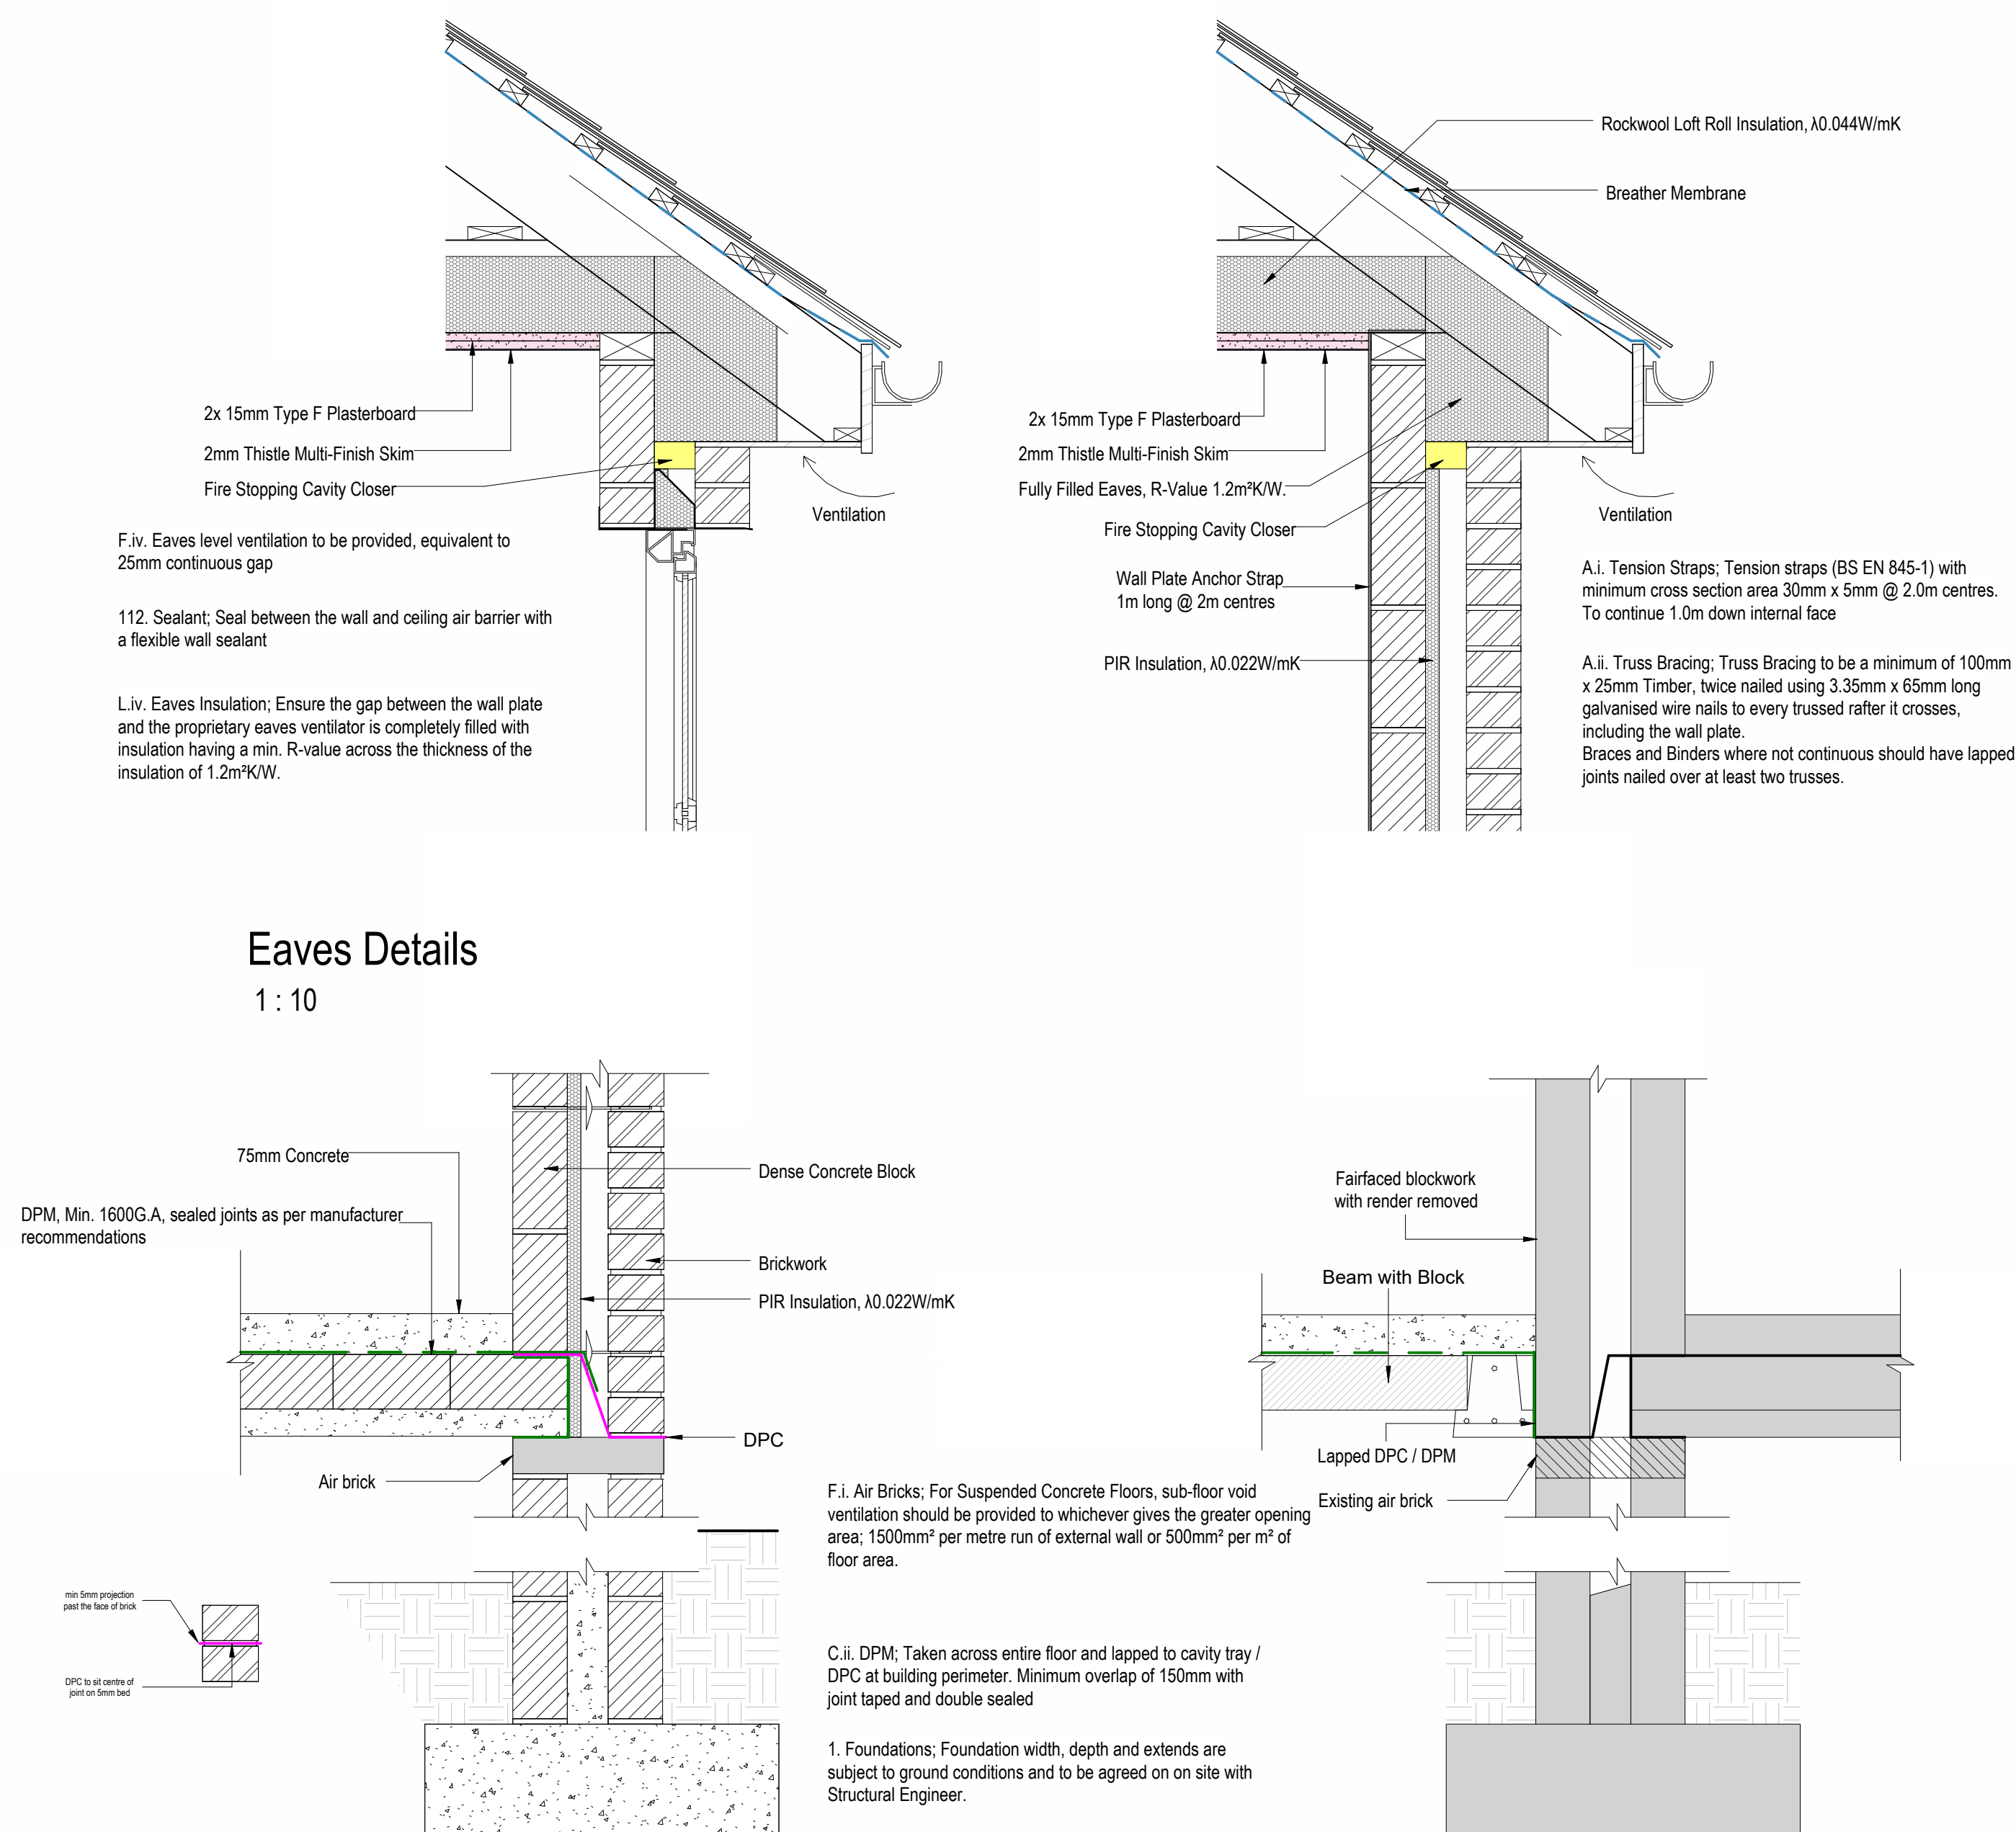 Rockwool Loft Roll Insulation, λ0.044W/mK
Breather Membrane
2x 15mm Type F Plasterboard
2mm Thistle Multi-Finish Skim
Fire Stopping Cavity Closer
Ventilation
F.iv. Eaves level ventilation to be provided, equivalent to
25mm continuous gap
112. Sealant; Seal between the wall and ceiling air barrier with
a flexible wall sealant
L.iv. Eaves Insulation; Ensure the gap between the wall plate
and the proprietary eaves ventilator is completely filled with
insulation having a min. R-value across the thickness of the
insulation of 1.2m²K/W.
2x 15mm Type F Plasterboard
2mm Thistle Multi-Finish Skim
Fully Filled Eaves, R-Value 1.2m²K/W.
Fire Stopping Cavity Closer
Wall Plate Anchor Strap
1m long @ 2m centres
PIR Insulation, λ0.022W/mK
Ventilation
A.i. Tension Straps; Tension straps (BS EN 845-1) with
minimum cross section area 30mm x 5mm @ 2.0m centres.
To continue 1.0m down internal face
A.ii. Truss Bracing; Truss Bracing to be a minimum of 100mm
x 25mm Timber, twice nailed using 3.35mm x 65mm long
galvanised wire nails to every trussed rafter it crosses,
including the wall plate.
Braces and Binders where not continuous should have lapped
joints nailed over at least two trusses.
Eaves Details
1 : 10
75mm Concrete
DPM, Min. 1600G.A, sealed joints as per manufacturer
recommendations
Dense Concrete Block
Brickwork
PIR Insulation, λ0.022W/mK
DPC
Air brick
min 5mm projection
past the face of brick
DPC to sit centre of
joint on 5mm bed
F.i. Air Bricks; For Suspended Concrete Floors, sub-floor void
ventilation should be provided to whichever gives the greater opening
area; 1500mm² per metre run of external wall or 500mm² per m² of
floor area.
C.ii. DPM; Taken across entire floor and lapped to cavity tray /
DPC at building perimeter. Minimum overlap of 150mm with
joint taped and double sealed
1. Foundations; Foundation width, depth and extends are
subject to ground conditions and to be agreed on on site with
Structural Engineer.
Fairfaced blockwork
with render removed
Beam with Block
Lapped DPC / DPM
Existing air brick